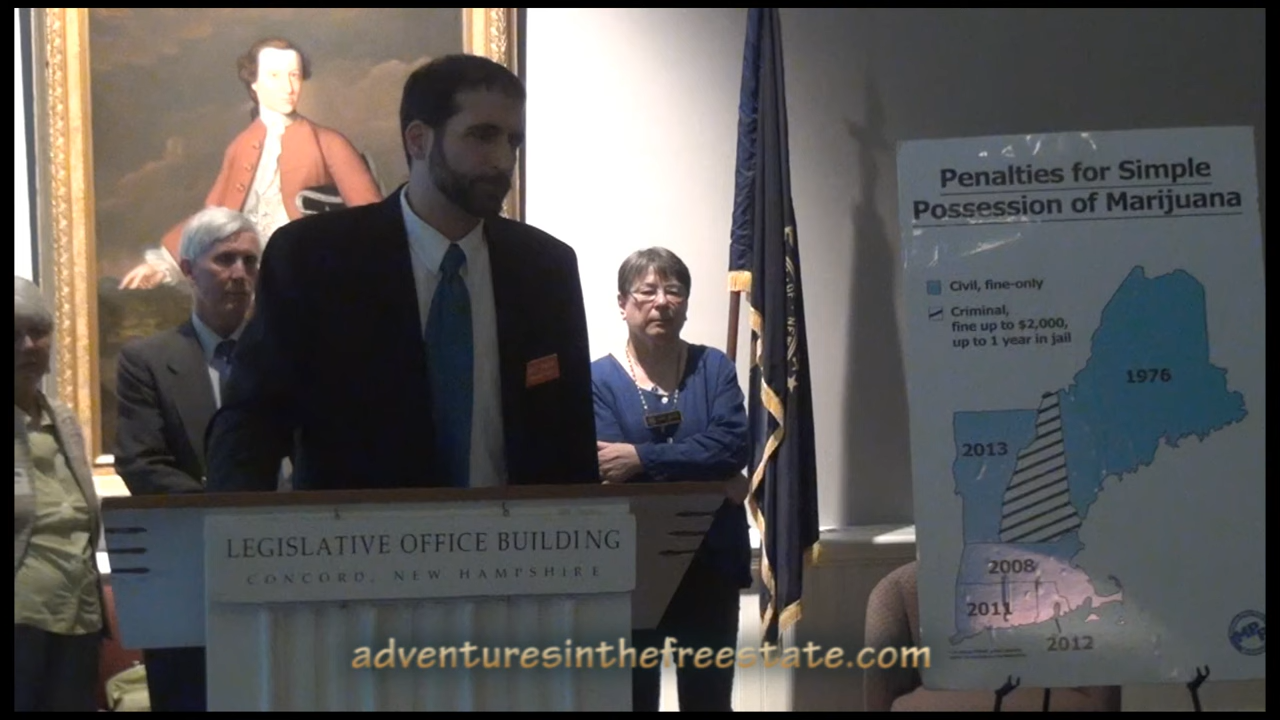 Penalties for Simple
Possession of Marijuana
Civil, fine-only
Criminal,
fine up to $2,000,
up to 1 year in jail
1976
2013
2008
2011
2012
LEGISLATIVE OFFICE BUILDING
CONCORD, NEW HAMPSHIRE
adventuresinthefreestate.com